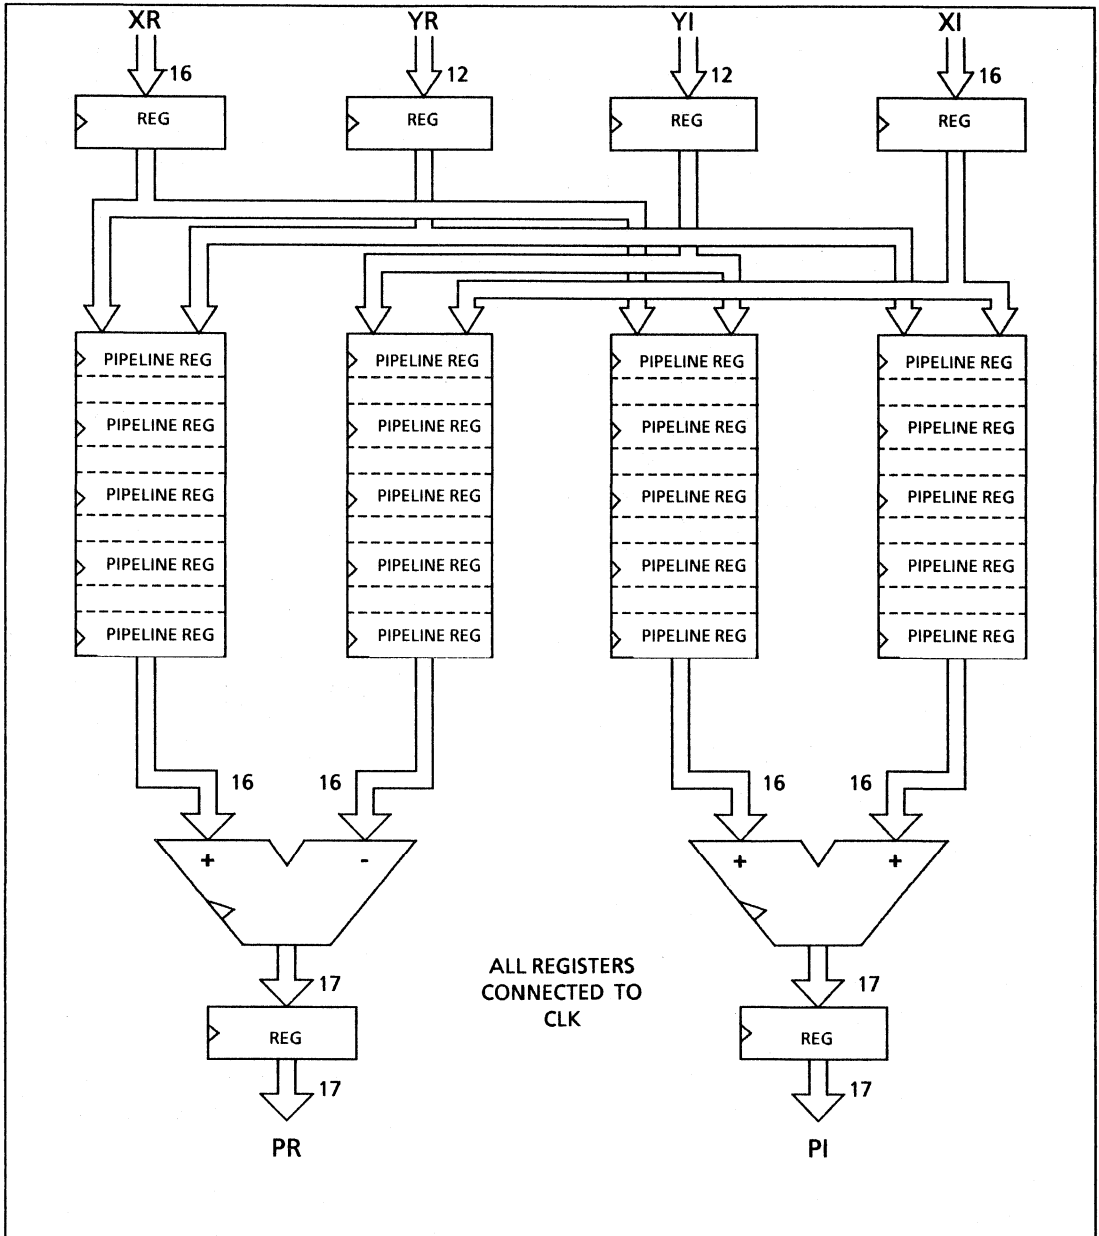 XR YR YI XI
16 12 12 16
REG REG REG REG
PIPELINE REG PIPELINE REG PIPELINE REG PIPELINE REG
PIPELINE REG PIPELINE REG PIPELINE REG PIPELINE REG
PIPELINE REG PIPELINE REG PIPELINE REG PIPELINE REG
PIPELINE REG PIPELINE REG PIPELINE REG PIPELINE REG
PIPELINE REG PIPELINE REG PIPELINE REG PIPELINE REG
16 16 16 16
+ - + +
ALL REGISTERS
CONNECTED TO
CLK
17 17
REG REG
17 17
PR PI